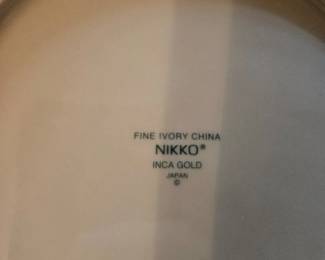 FINE IVORY CHINA
NIKKO®
INCA GOLD
JAPAN
©